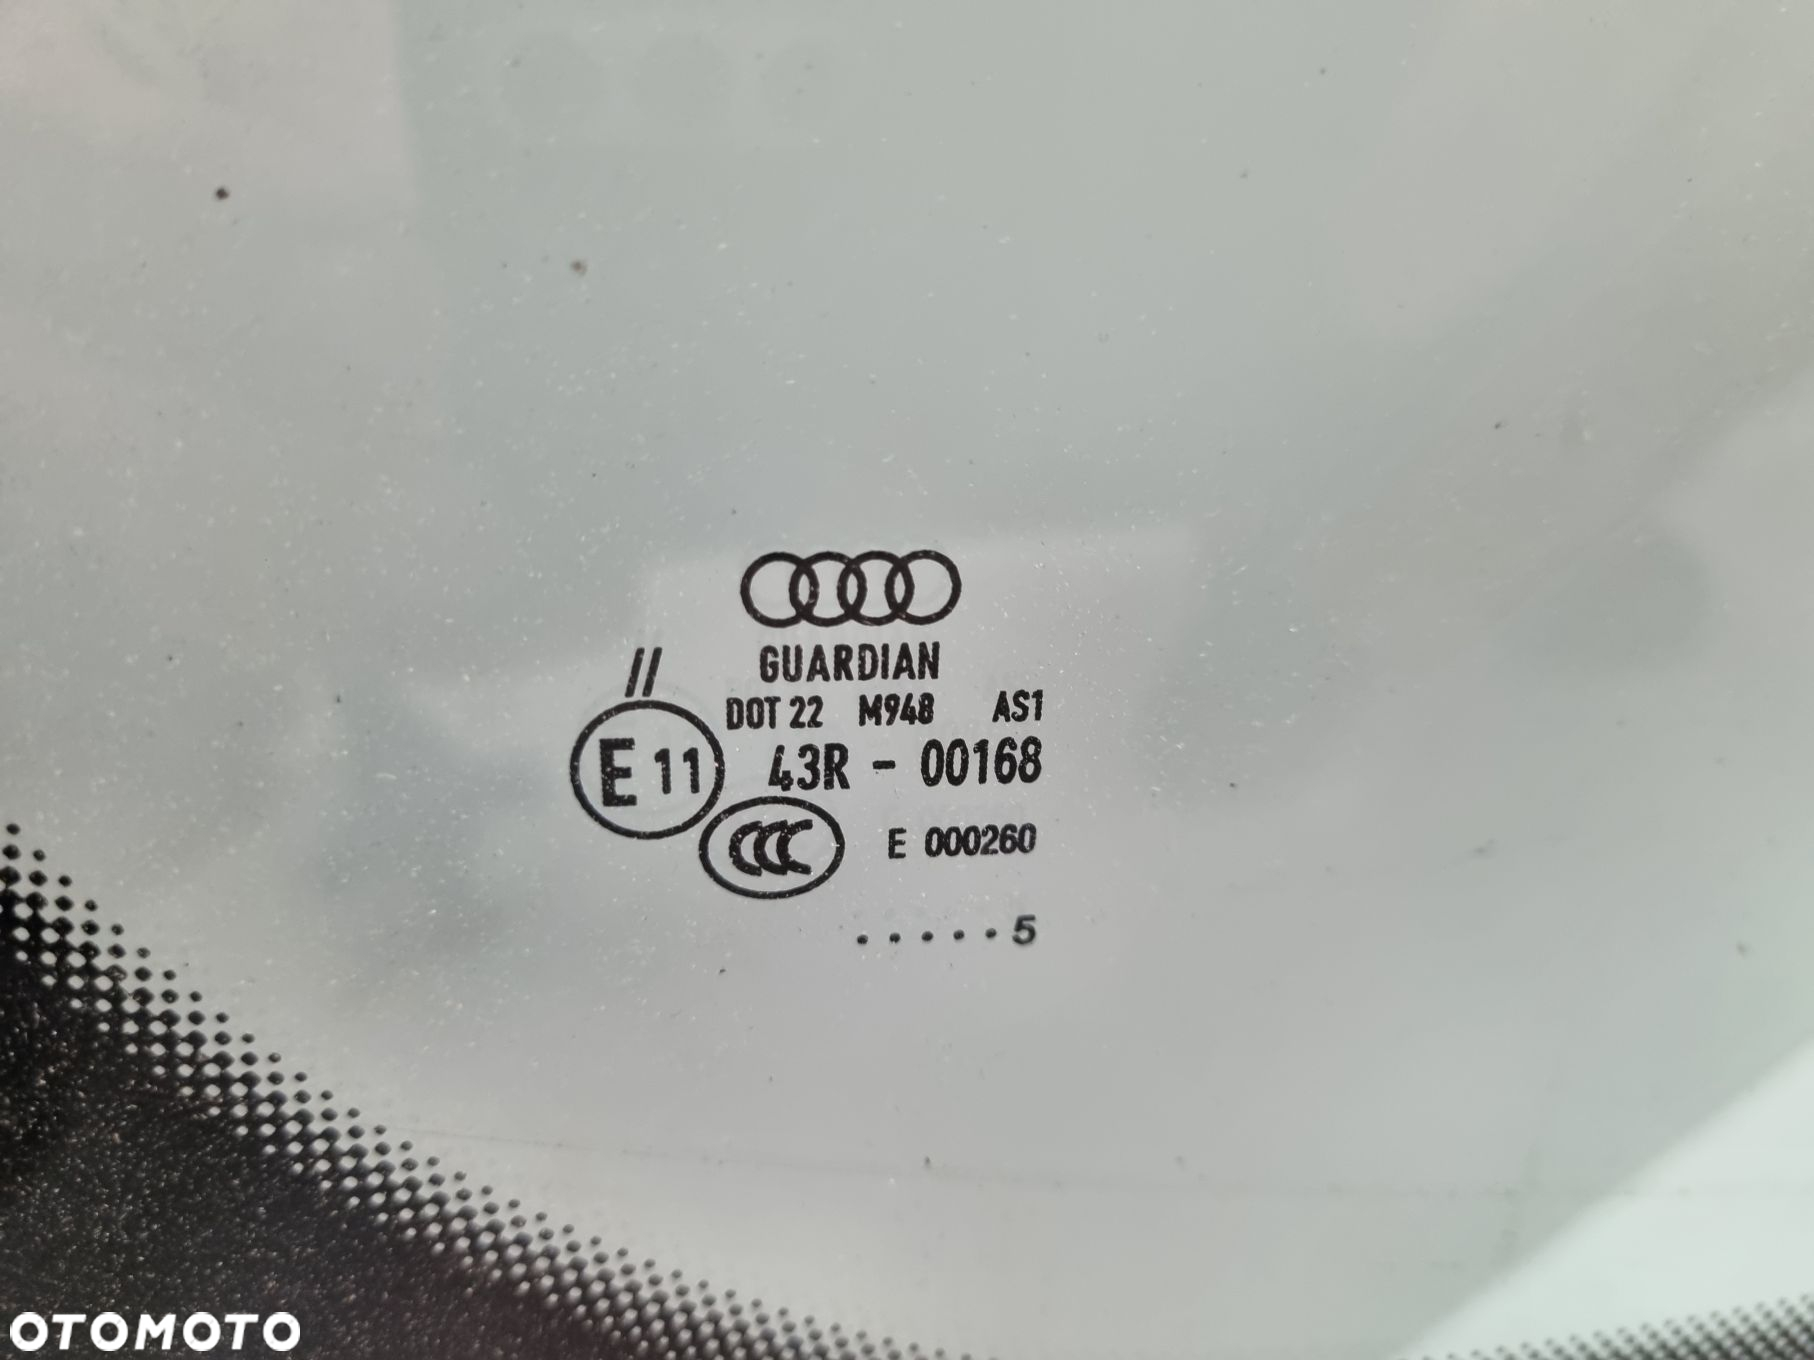 GUARDIAN
//
DOT 22 M948 AS1
E 11 43R - 00168
CCC E 000260
.....5
OTOMOTO